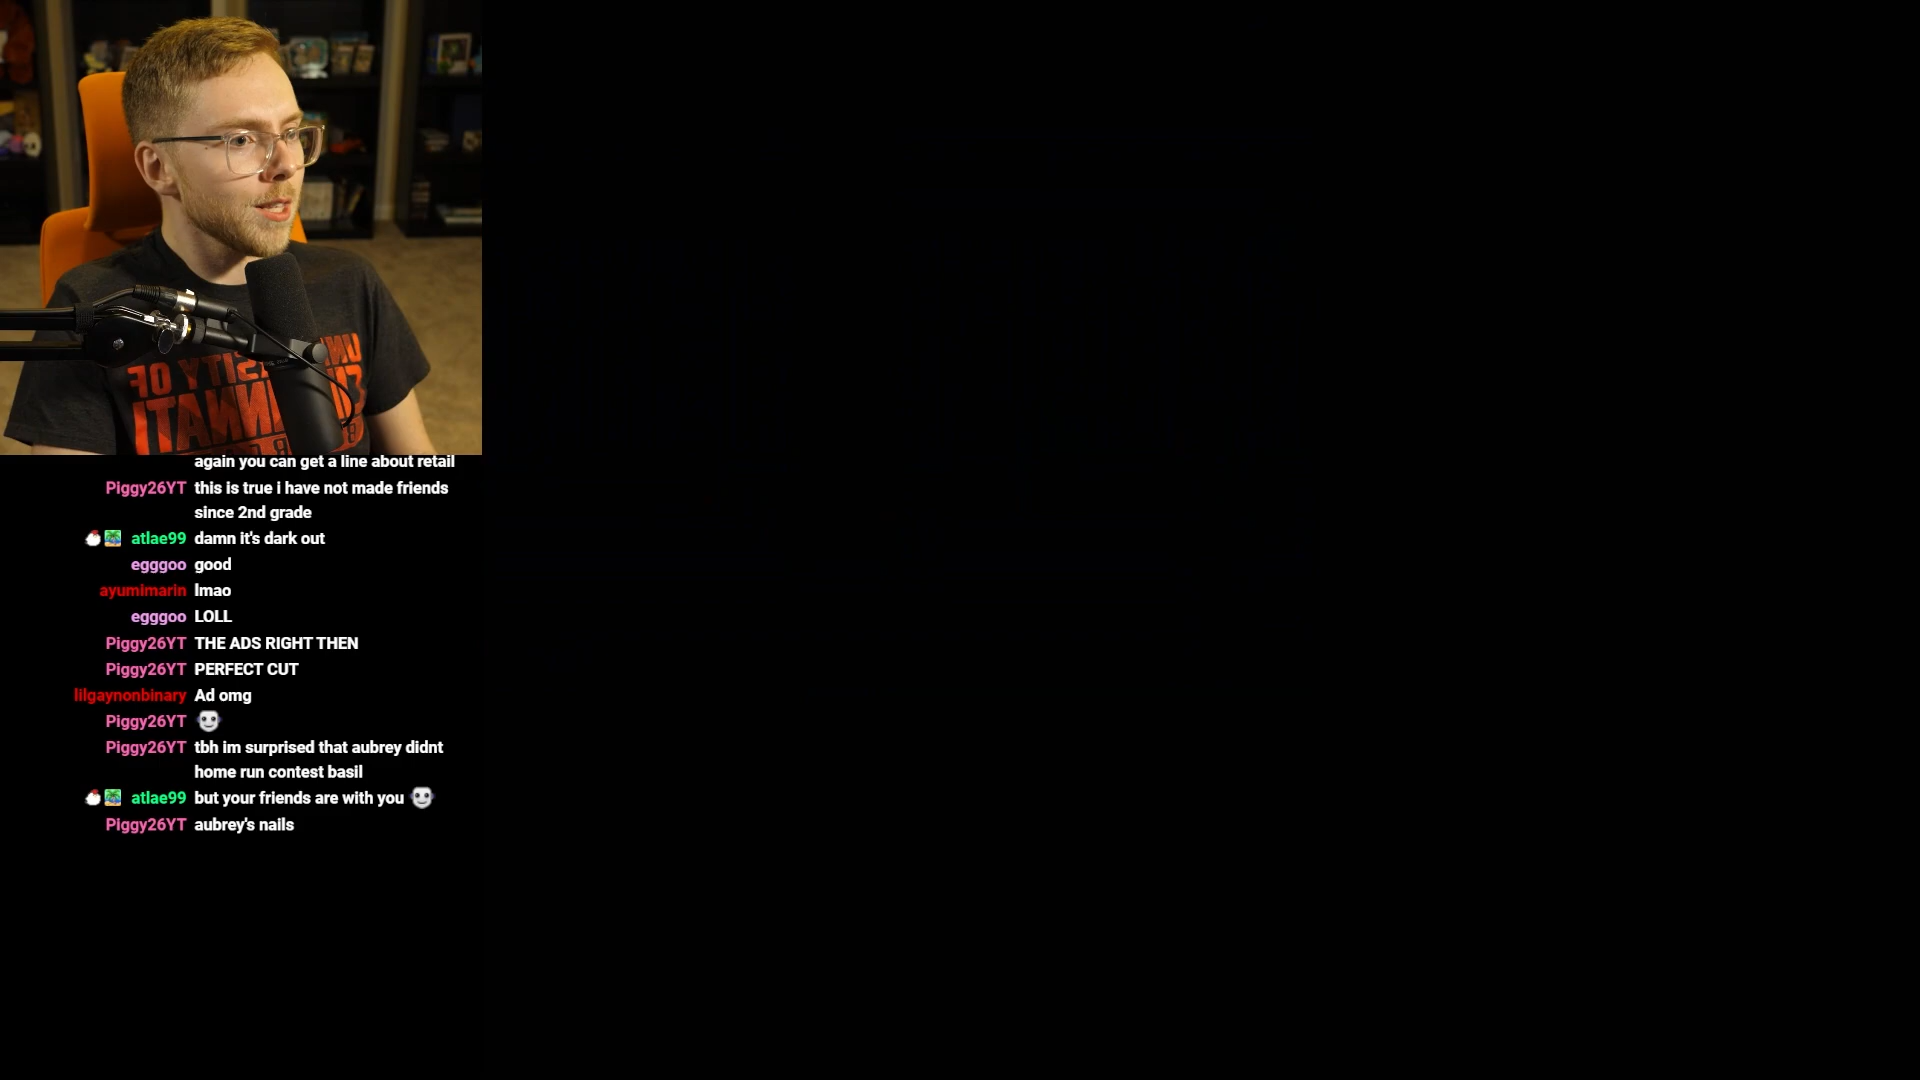 again you can get a line about retail
Piggy26YT this is true i have not made friends
since 2nd grade
atlae99 damn it's dark out
egggoo good
ayumimarin lmao
egggoo LOLL
Piggy26YT THE ADS RIGHT THEN
Piggy26YT PERFECT CUT
lilgaynonbinary Ad omg
Piggy26YT
Piggy26YT tbh im surprised that aubrey didnt
home run contest basil
atlae99 but your friends are with you
Piggy26YT aubrey's nails